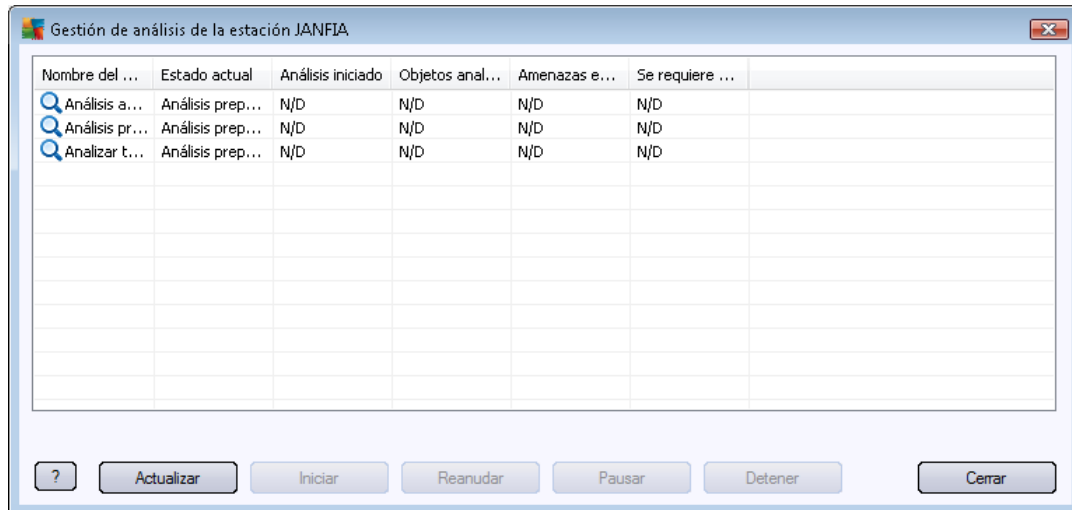 Gestión de análisis de la estación JANFIA
Nombre del ... Estado actual Análisis iniciado Objetos anal... Amenazas e... Se requiere ...
Análisis a... Análisis prep... N/D N/D N/D N/D
Análisis pr... Análisis prep... N/D N/D N/D N/D
Analizar t... Análisis prep... N/D N/D N/D N/D
? Actualizar Iniciar Reanudar Pausar Detener Cerrar